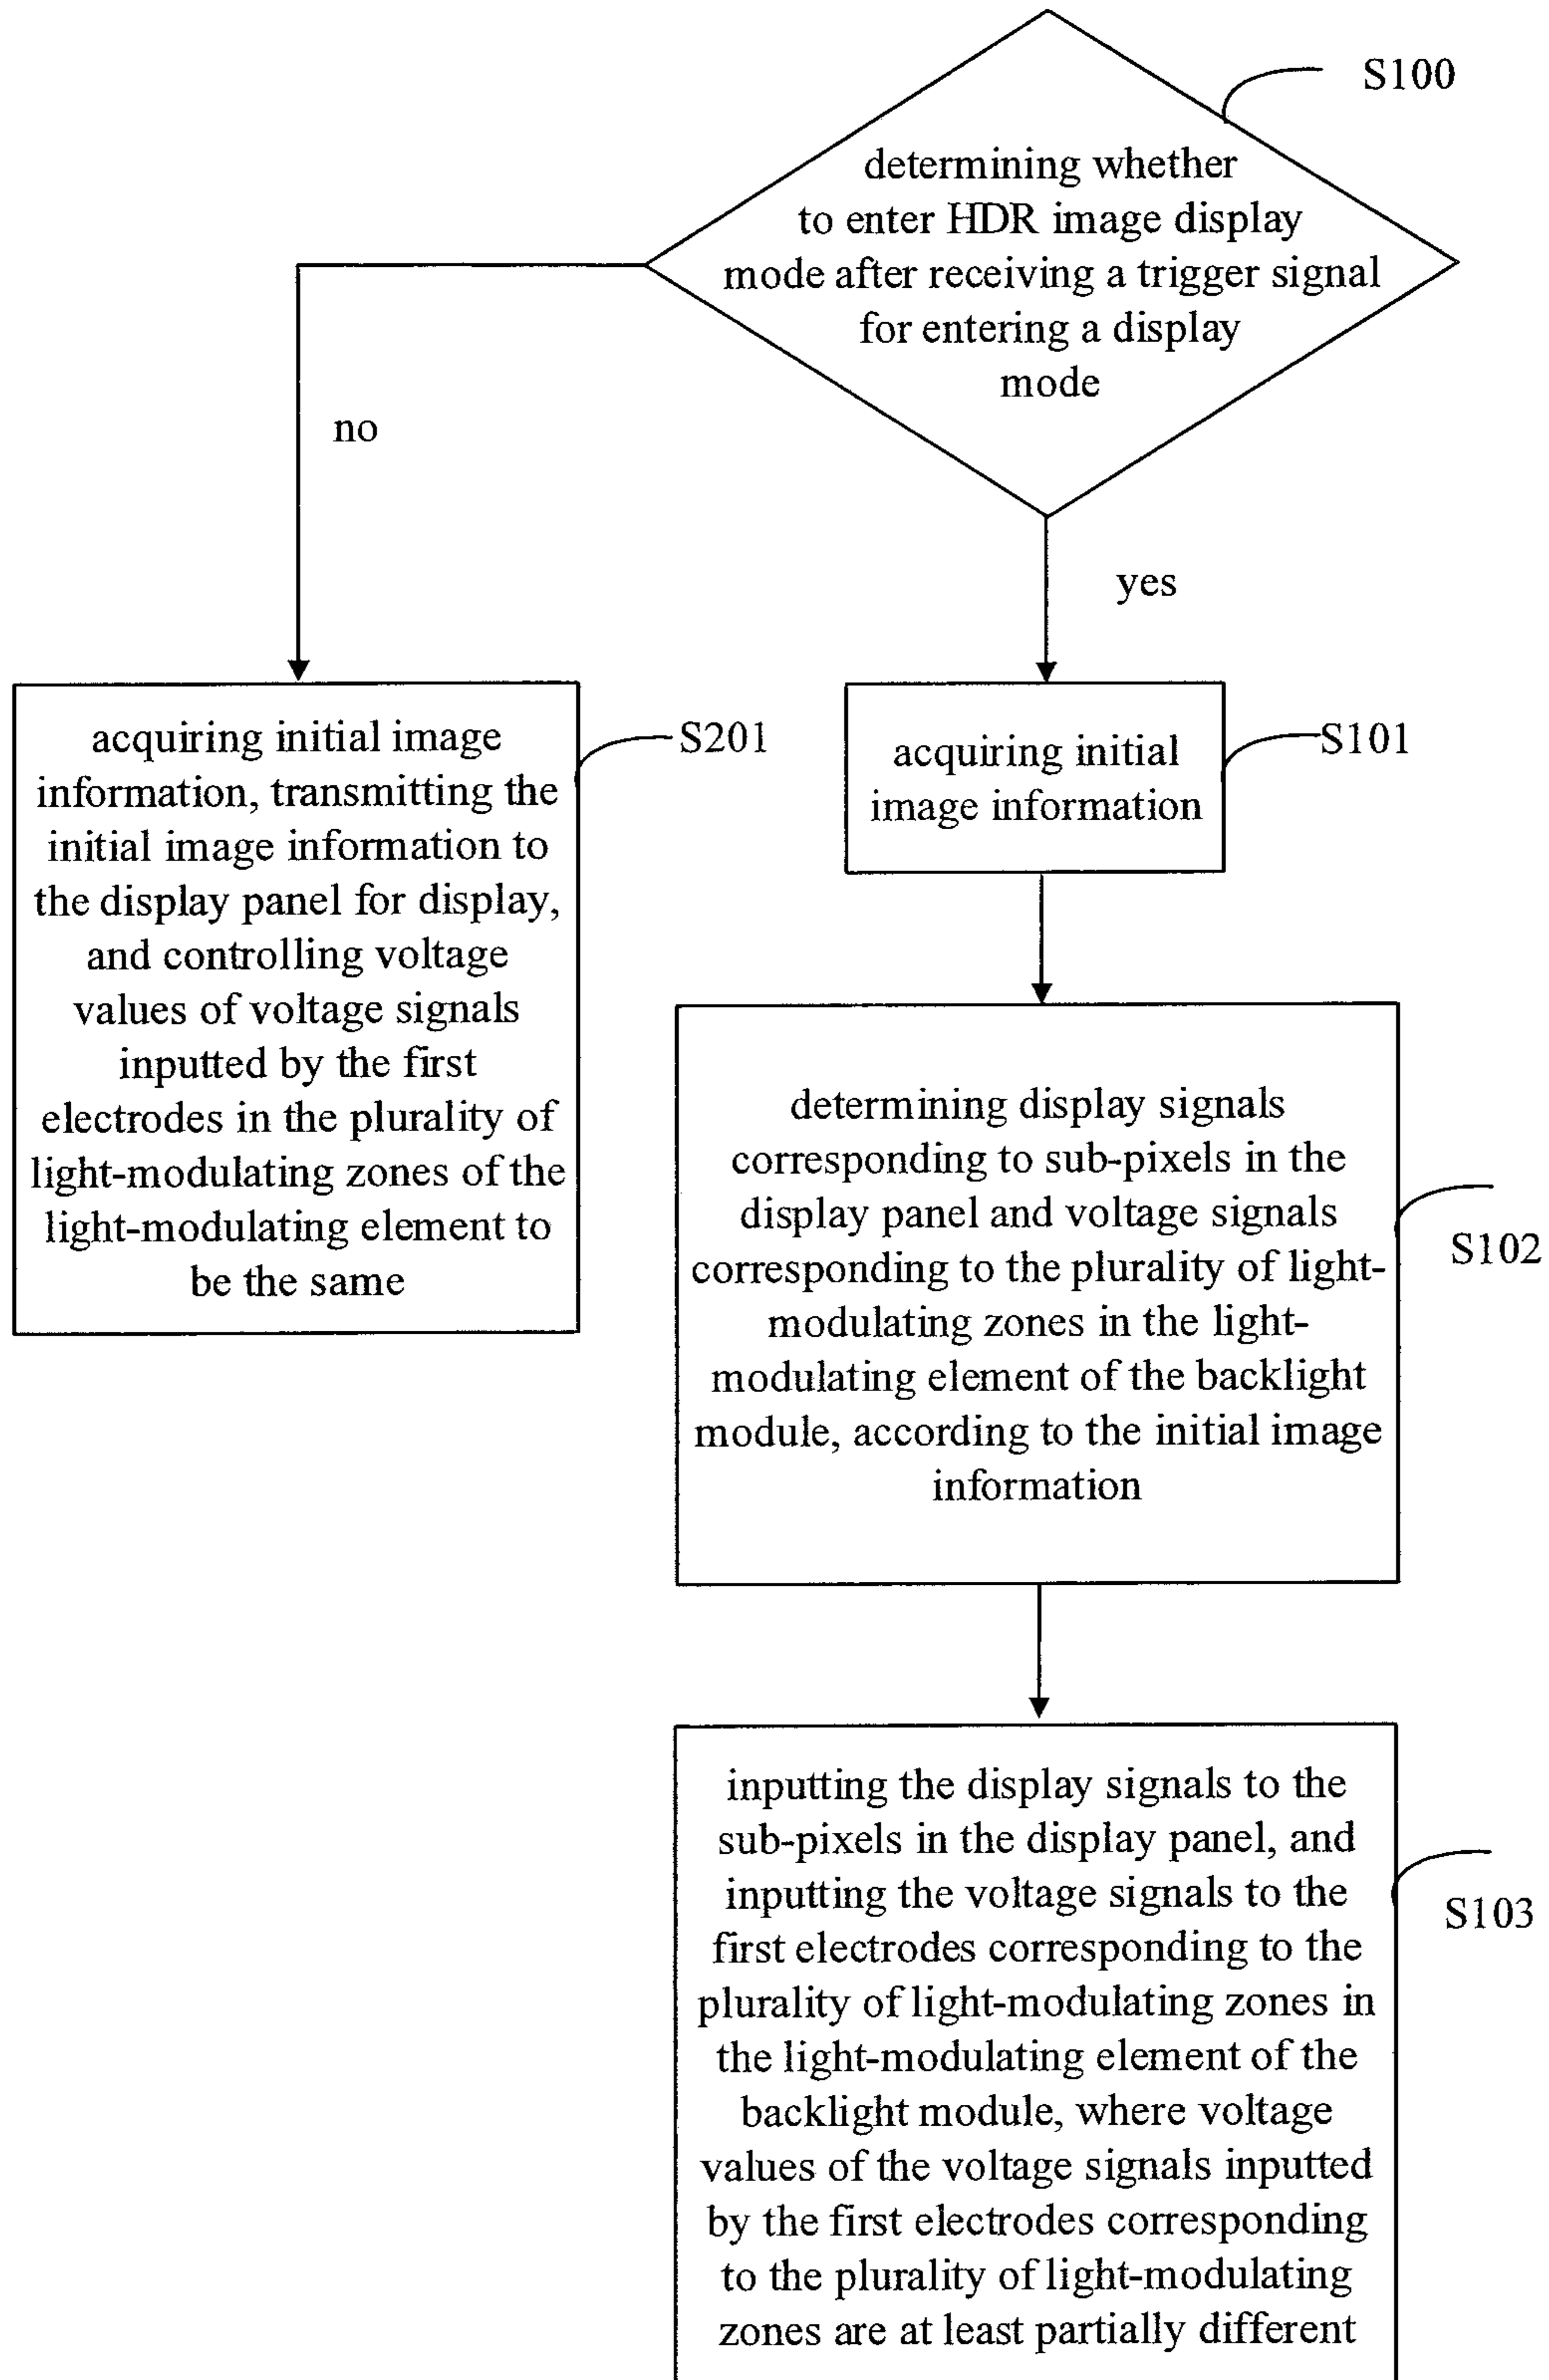 S100
determining whether
to enter HDR image display
mode after receiving a trigger signal
for entering a display
mode
no
yes
acquiring initial image
information, transmitting the
initial image information to
the display panel for display,
and controlling voltage
values of voltage signals
inputted by the first
electrodes in the plurality of
light-modulating zones of the
light-modulating element to
be the same
S201
acquiring initial
image information
S101
determining display signals
corresponding to sub-pixels in the
display panel and voltage signals
corresponding to the plurality of light-
modulating zones in the light-
modulating element of the backlight
module, according to the initial image
information
S102
inputting the display signals to the
sub-pixels in the display panel, and
inputting the voltage signals to the
first electrodes corresponding to the
plurality of light-modulating zones in
the light-modulating element of the
backlight module, where voltage
values of the voltage signals inputted
by the first electrodes corresponding
to the plurality of light-modulating
zones are at least partially different
S103